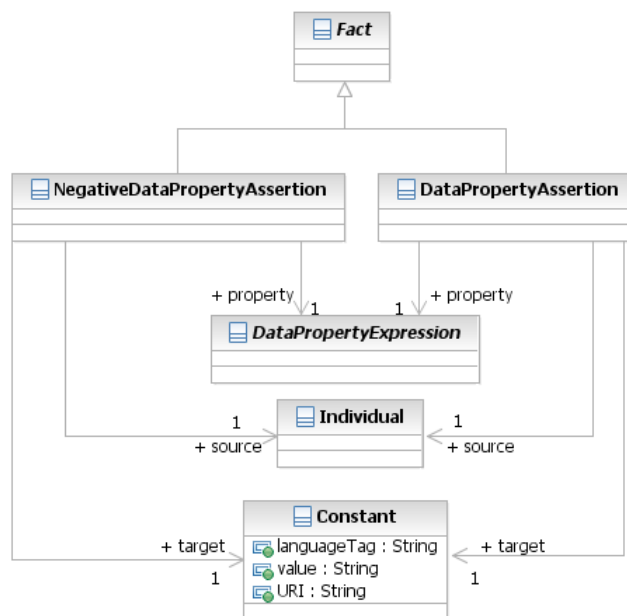 Fact
NegativeDataPropertyAssertion
DataPropertyAssertion
+ property
1
1
+ property
DataPropertyExpression
1
+ source
Individual
1
+ source
Constant
languageTag : String
value : String
URI : String
+ target
1
+ target
1